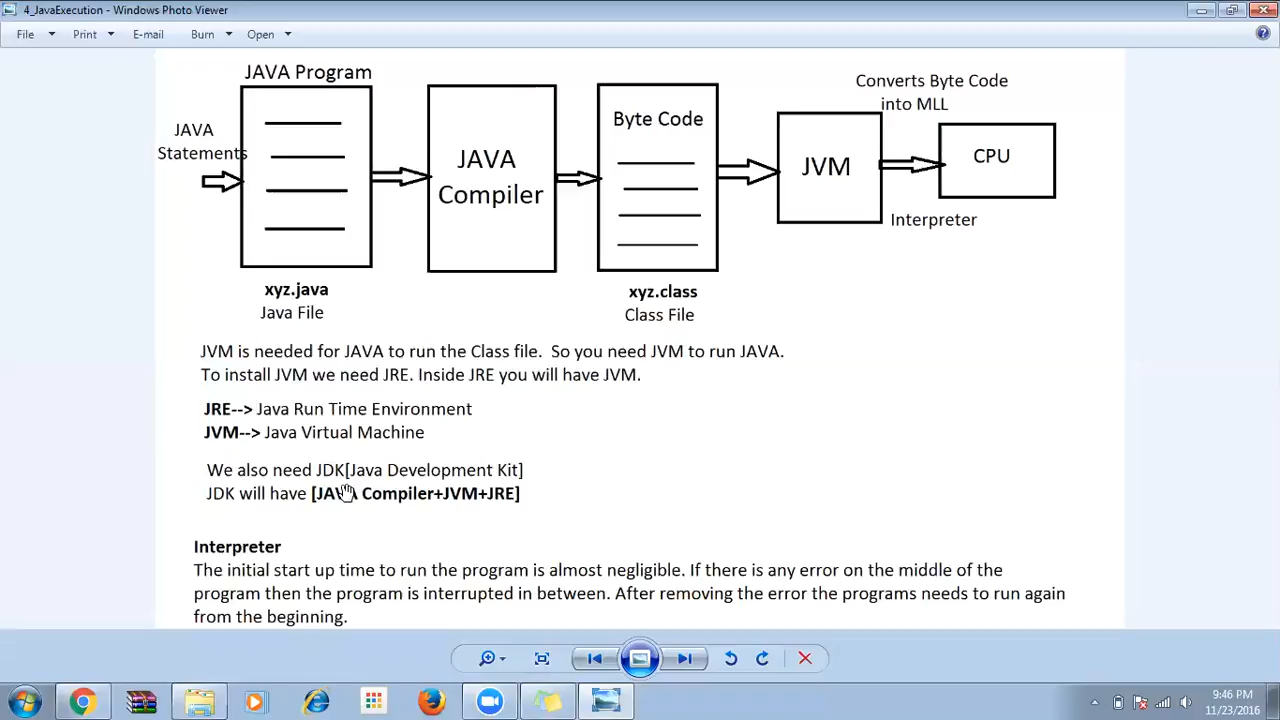 4_JavaExecution - Windows Photo Viewer
File Print E-mail Burn Open
JAVA Program
JAVA
Statements
xyz.java
Java File
JAVA
Compiler
Byte Code
xyz.class
Class File
JVM
Converts Byte Code
into MLL
CPU
Interpreter
JVM is needed for JAVA to run the Class file. So you need JVM to run JAVA.
To install JVM we need JRE. Inside JRE you will have JVM.
JRE--> Java Run Time Environment
JVM--> Java Virtual Machine
We also need JDK[Java Development Kit]
JDK will have [JAVA Compiler+JVM+JRE]
Interpreter
The initial start up time to run the program is almost negligible. If there is any error on the middle of the
program then the program is interrupted in between. After removing the error the programs needs to run again
from the beginning.
9:46 PM
11/23/2016